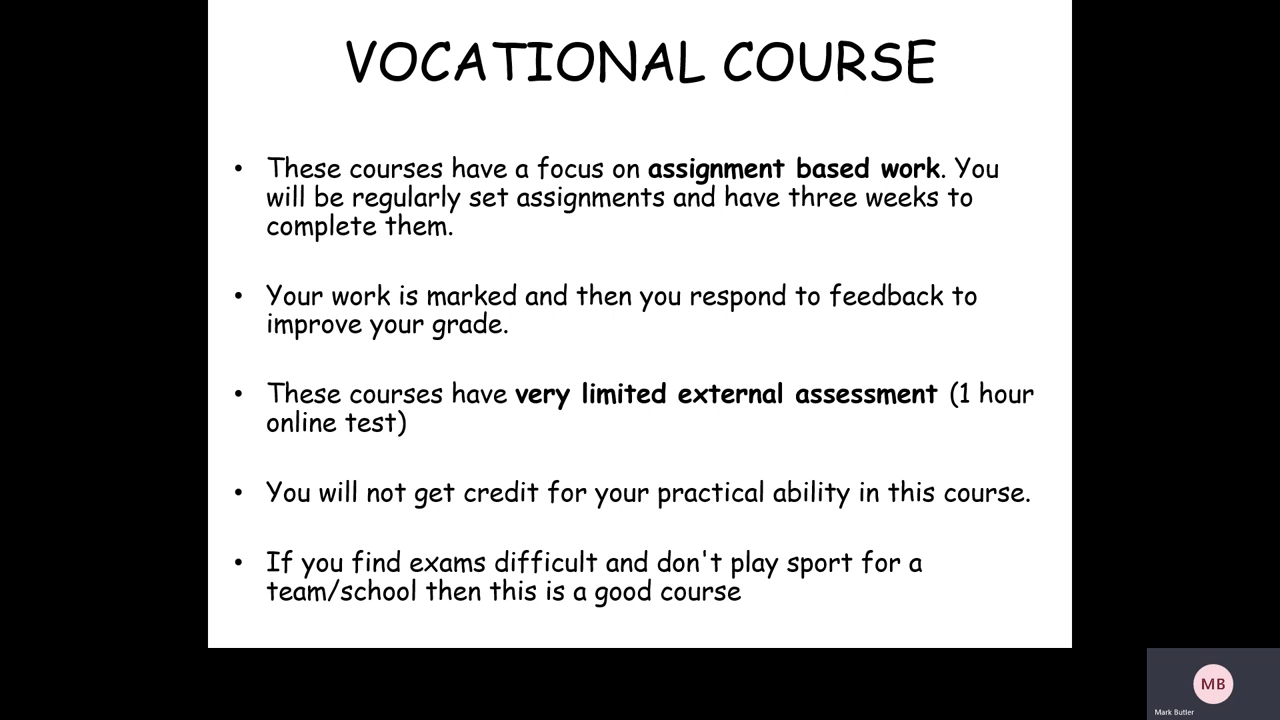 VOCATIONAL COURSE
• These courses have a focus on assignment based work. You
will be regularly set assignments and have three weeks to
complete them.
• Your work is marked and then you respond to feedback to
improve your grade.
• These courses have very limited external assessment (1 hour
online test)
• You will not get credit for your practical ability in this course.
• If you find exams difficult and don't play sport for a
team/school then this is a good course
MB
Mark Butler